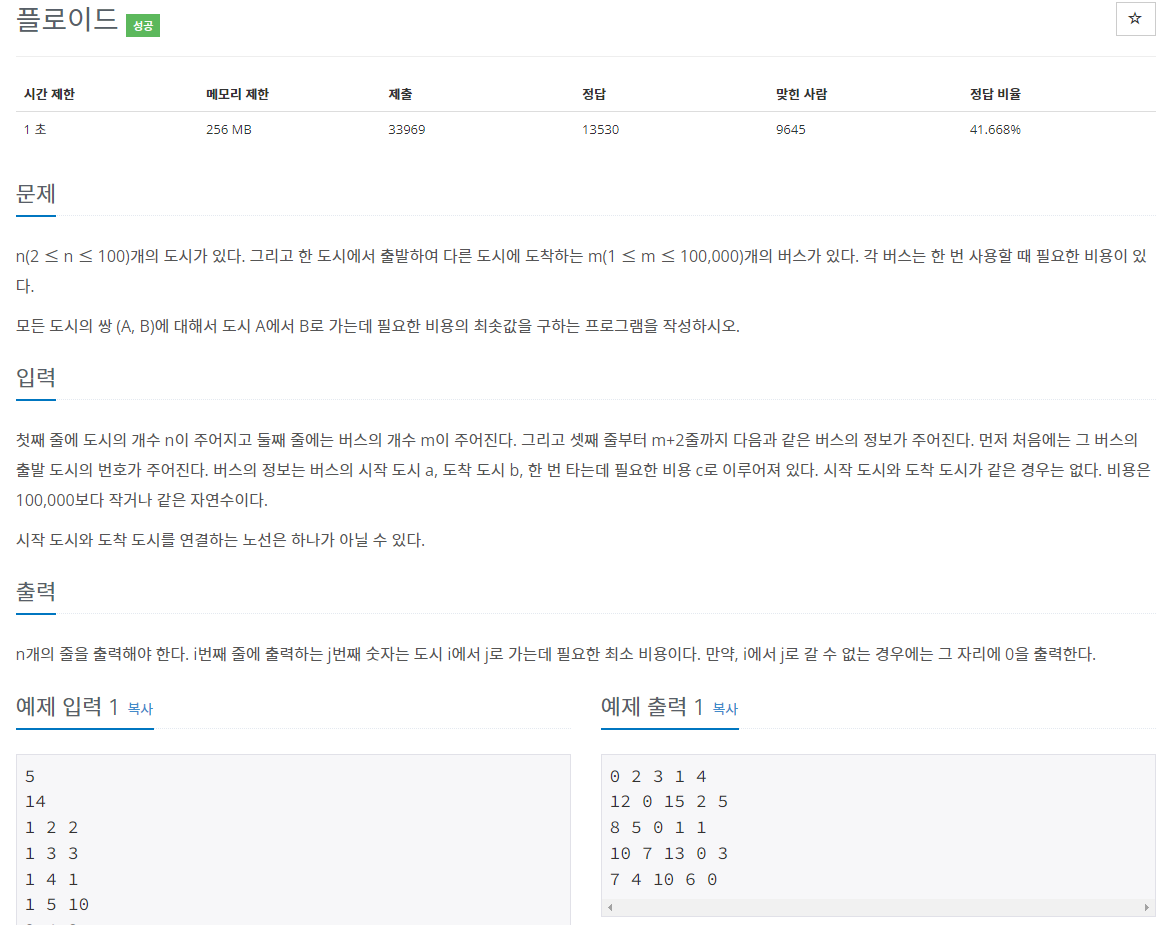 플로이드 성공
☆
시간 제한 메모리 제한 제출 정답 맞힌 사람 정답 비율
1 초 256 MB 33969 13530 9645 41.668%
문제
n(2 ≤ n ≤ 100)개의 도시가 있다. 그리고 한 도시에서 출발하여 다른 도시에 도착하는 m(1 ≤ m ≤ 100,000)개의 버스가 있다. 각 버스는 한 번 사용할 때 필요한 비용이 있
다.
모든 도시의 쌍 (A, B)에 대해서 도시 A에서 B로 가는데 필요한 비용의 최솟값을 구하는 프로그램을 작성하시오.
입력
첫째 줄에 도시의 개수 n이 주어지고 둘째 줄에는 버스의 개수 m이 주어진다. 그리고 셋째 줄부터 m+2줄까지 다음과 같은 버스의 정보가 주어진다. 먼저 처음에는 그 버스의
출발 도시의 번호가 주어진다. 버스의 정보는 버스의 시작 도시 a, 도착 도시 b, 한 번 타는데 필요한 비용 c로 이루어져 있다. 시작 도시와 도착 도시가 같은 경우는 없다. 비용은
100,000보다 작거나 같은 자연수이다.
시작 도시와 도착 도시를 연결하는 노선은 하나가 아닐 수 있다.
출력
n개의 줄을 출력해야 한다. i번째 줄에 출력하는 j번째 숫자는 도시 i에서 j로 가는데 필요한 최소 비용이다. 만약, i에서 j로 갈 수 없는 경우에는 그 자리에 0을 출력한다.
예제 입력 1 복사
5
14
1 2 2
1 3 3
1 4 1
1 5 10
예제 출력 1 복사
0 2 3 1 4
12 0 15 2 5
8 5 0 1 1
10 7 13 0 3
7 4 10 6 0